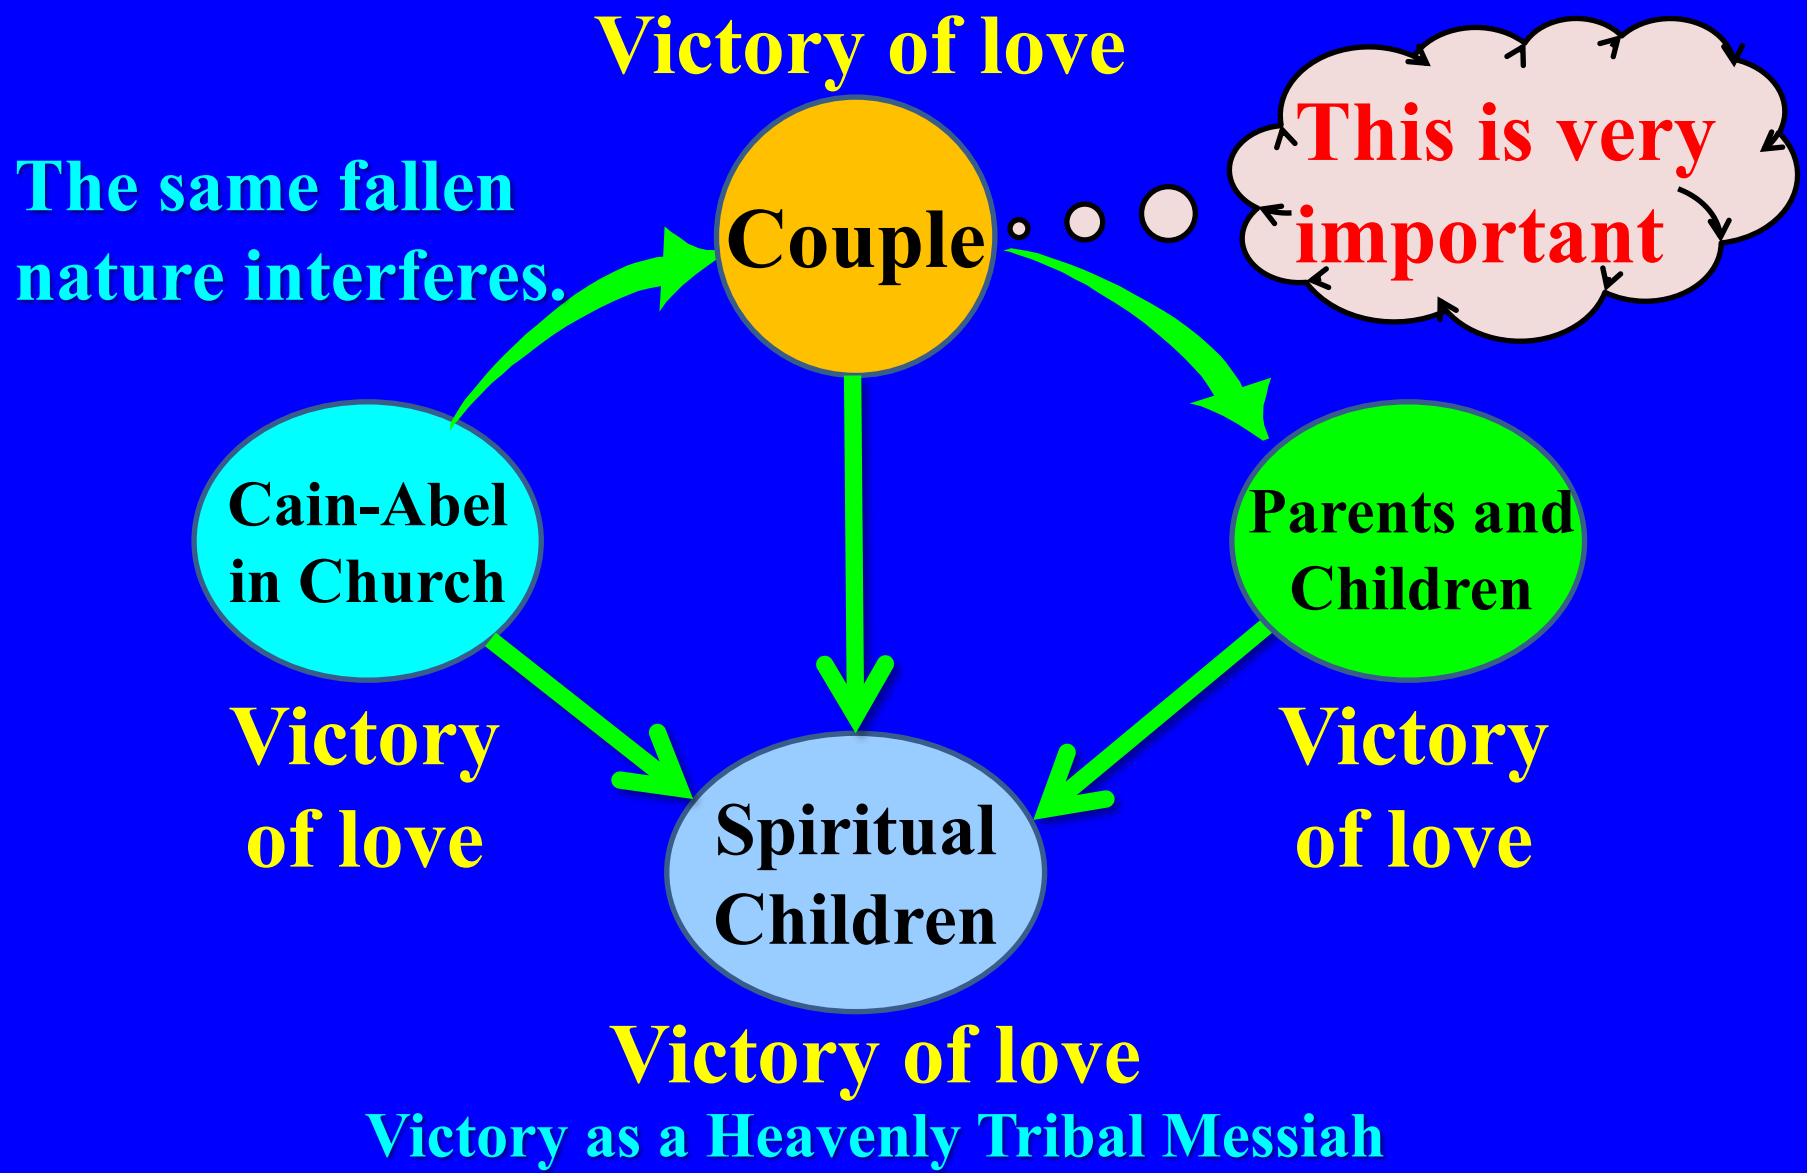 Victory of love
This is very
important
The same fallen
nature interferes.
Couple
Cain-Abel
in Church
Parents and
Children
Victory
of love
Victory
of love
Spiritual
Children
Victory of love
Victory as a Heavenly Tribal Messiah